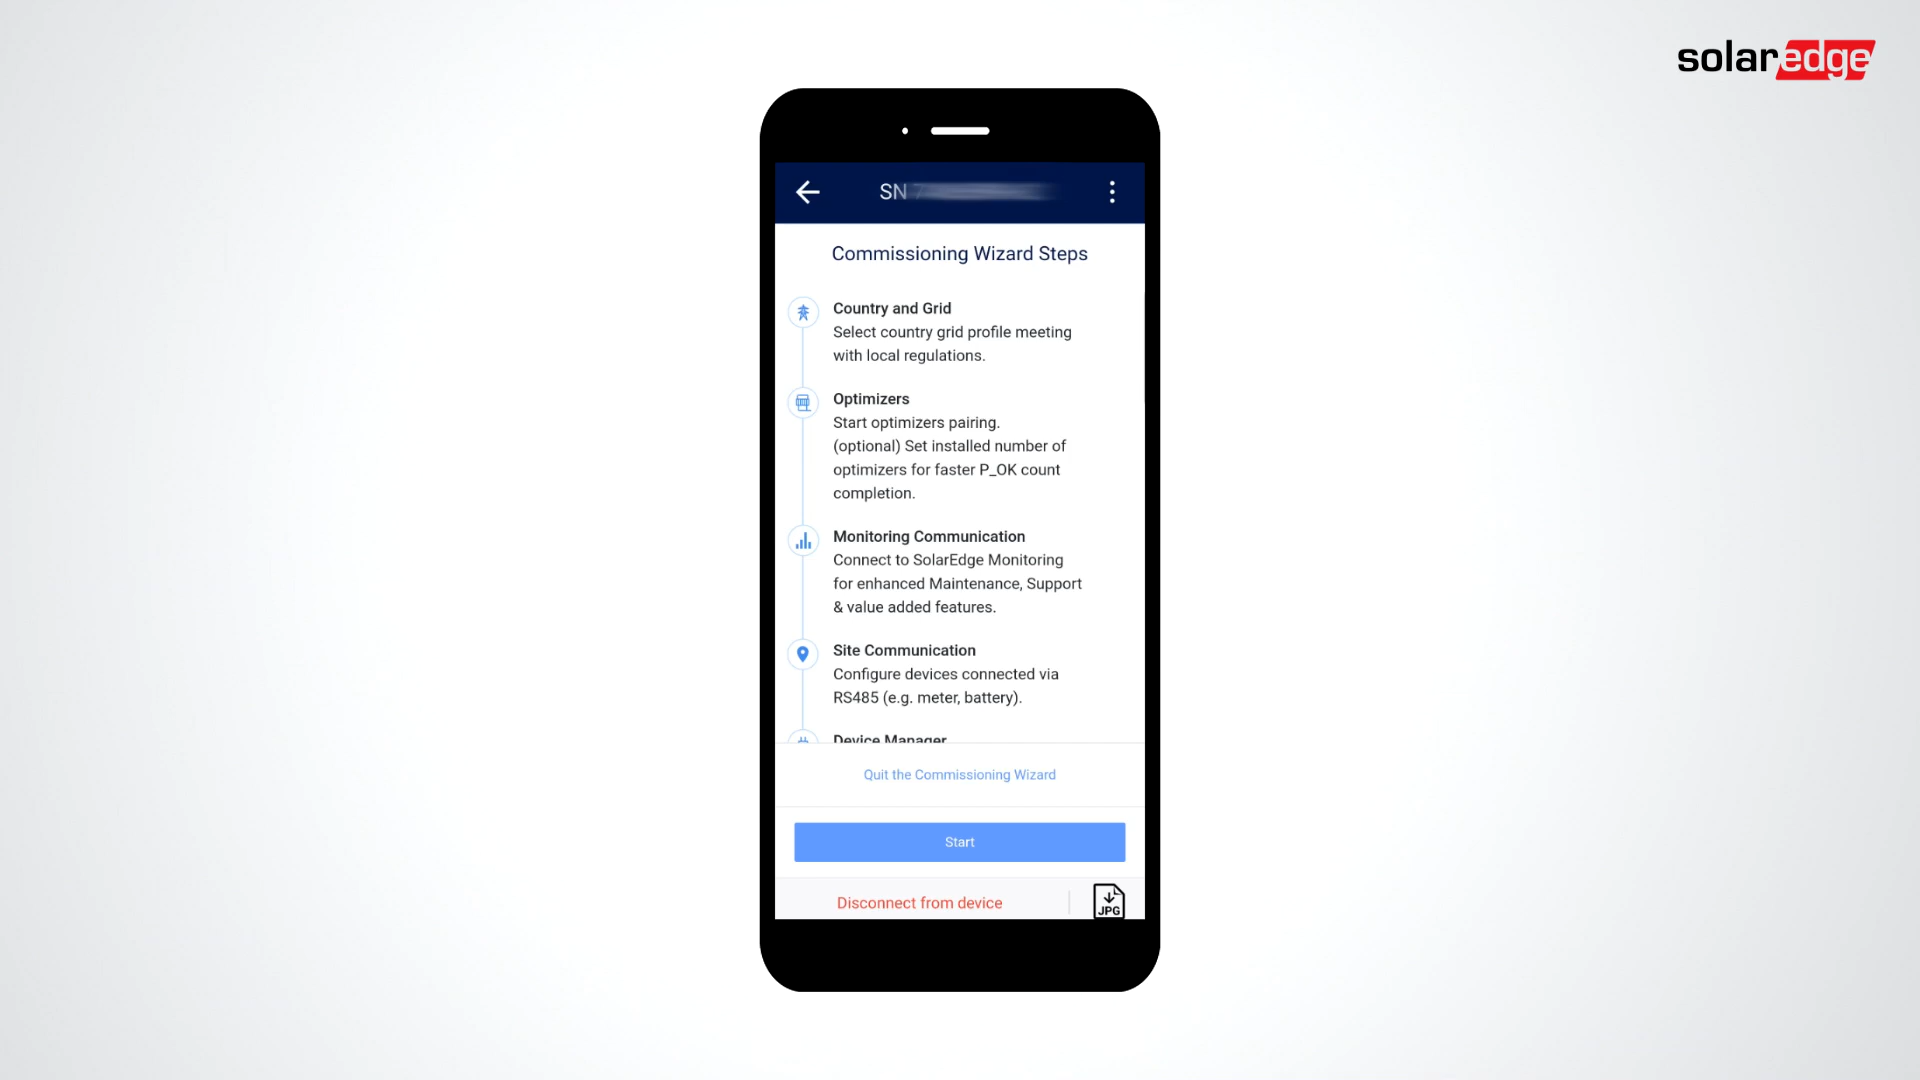 solaredge
SN
Commissioning Wizard Steps
Country and Grid
Select country grid profile meeting
with local regulations.
Optimizers
Start optimizers pairing.
(optional) Set installed number of
optimizers for faster P_OK count
completion.
Monitoring Communication
Connect to SolarEdge Monitoring
for enhanced Maintenance, Support
& value added features.
Site Communication
Configure devices connected via
RS485 (e.g. meter, battery).
Device Manager
Quit the Commissioning Wizard
Start
Disconnect from device
JPG